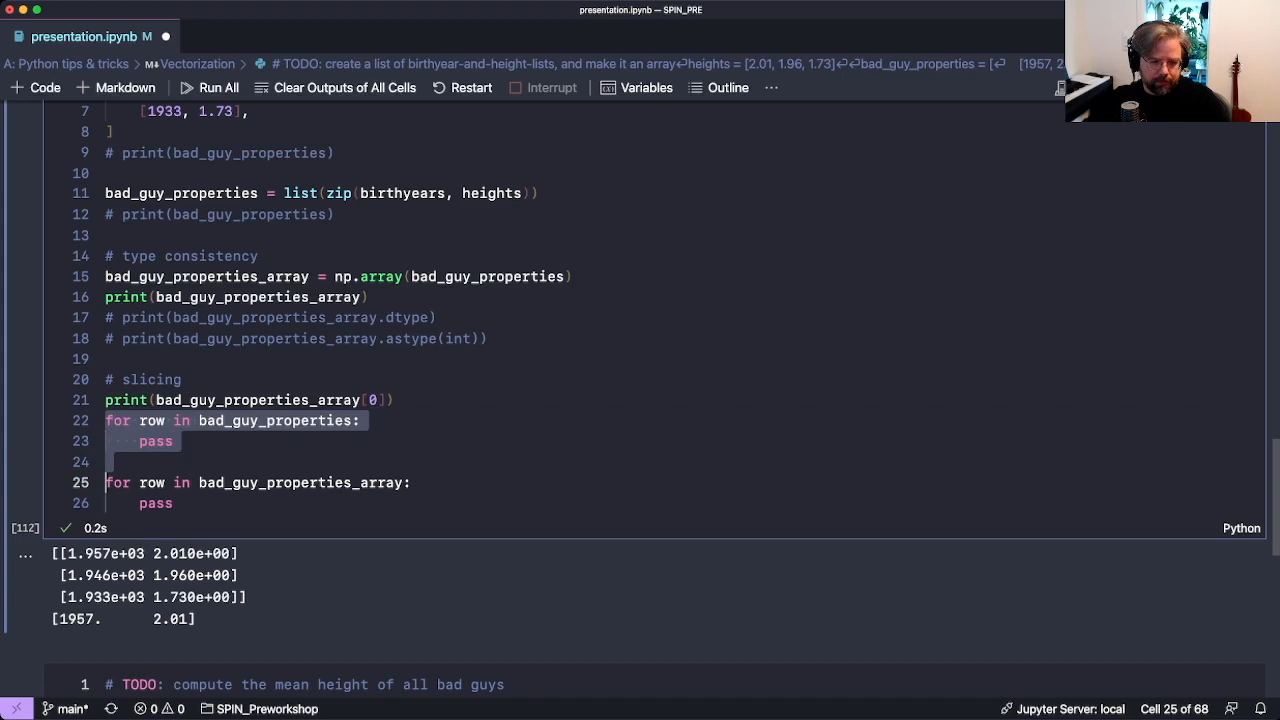 presentation.ipynb — SPIN_PRE
presentation.ipynb M
A: Python tips & tricks > Vectorization > # TODO: create a list of birthyear-and-height-lists, and make it an array↵heights = [2.01, 1.96, 1.73]↵↵bad_guy_properties = [↵ [1957, 2.0
+ Code + Markdown Run All Clear Outputs of All Cells Restart Interrupt Variables Outline ...
7 [1933, 1.73],
8 ]
9 # print(bad_guy_properties)
10
11 bad_guy_properties = list(zip(birthyears, heights))
12 # print(bad_guy_properties)
13
14 # type consistency
15 bad_guy_properties_array = np.array(bad_guy_properties)
16 print(bad_guy_properties_array)
17 # print(bad_guy_properties_array.dtype)
18 # print(bad_guy_properties_array.astype(int))
19
20 # slicing
21 print(bad_guy_properties_array[0])
22 for row in bad_guy_properties:
23 pass
24
25 for row in bad_guy_properties_array:
26 pass
[112] ✓ 0.2s Python
... [[1.957e+03 2.010e+00]
[1.946e+03 1.960e+00]
[1.933e+03 1.730e+00]]
[1957. 2.01]
1 # TODO: compute the mean height of all bad guys
main* 0 0 SPIN_Preworkshop Jupyter Server: local Cell 25 of 68